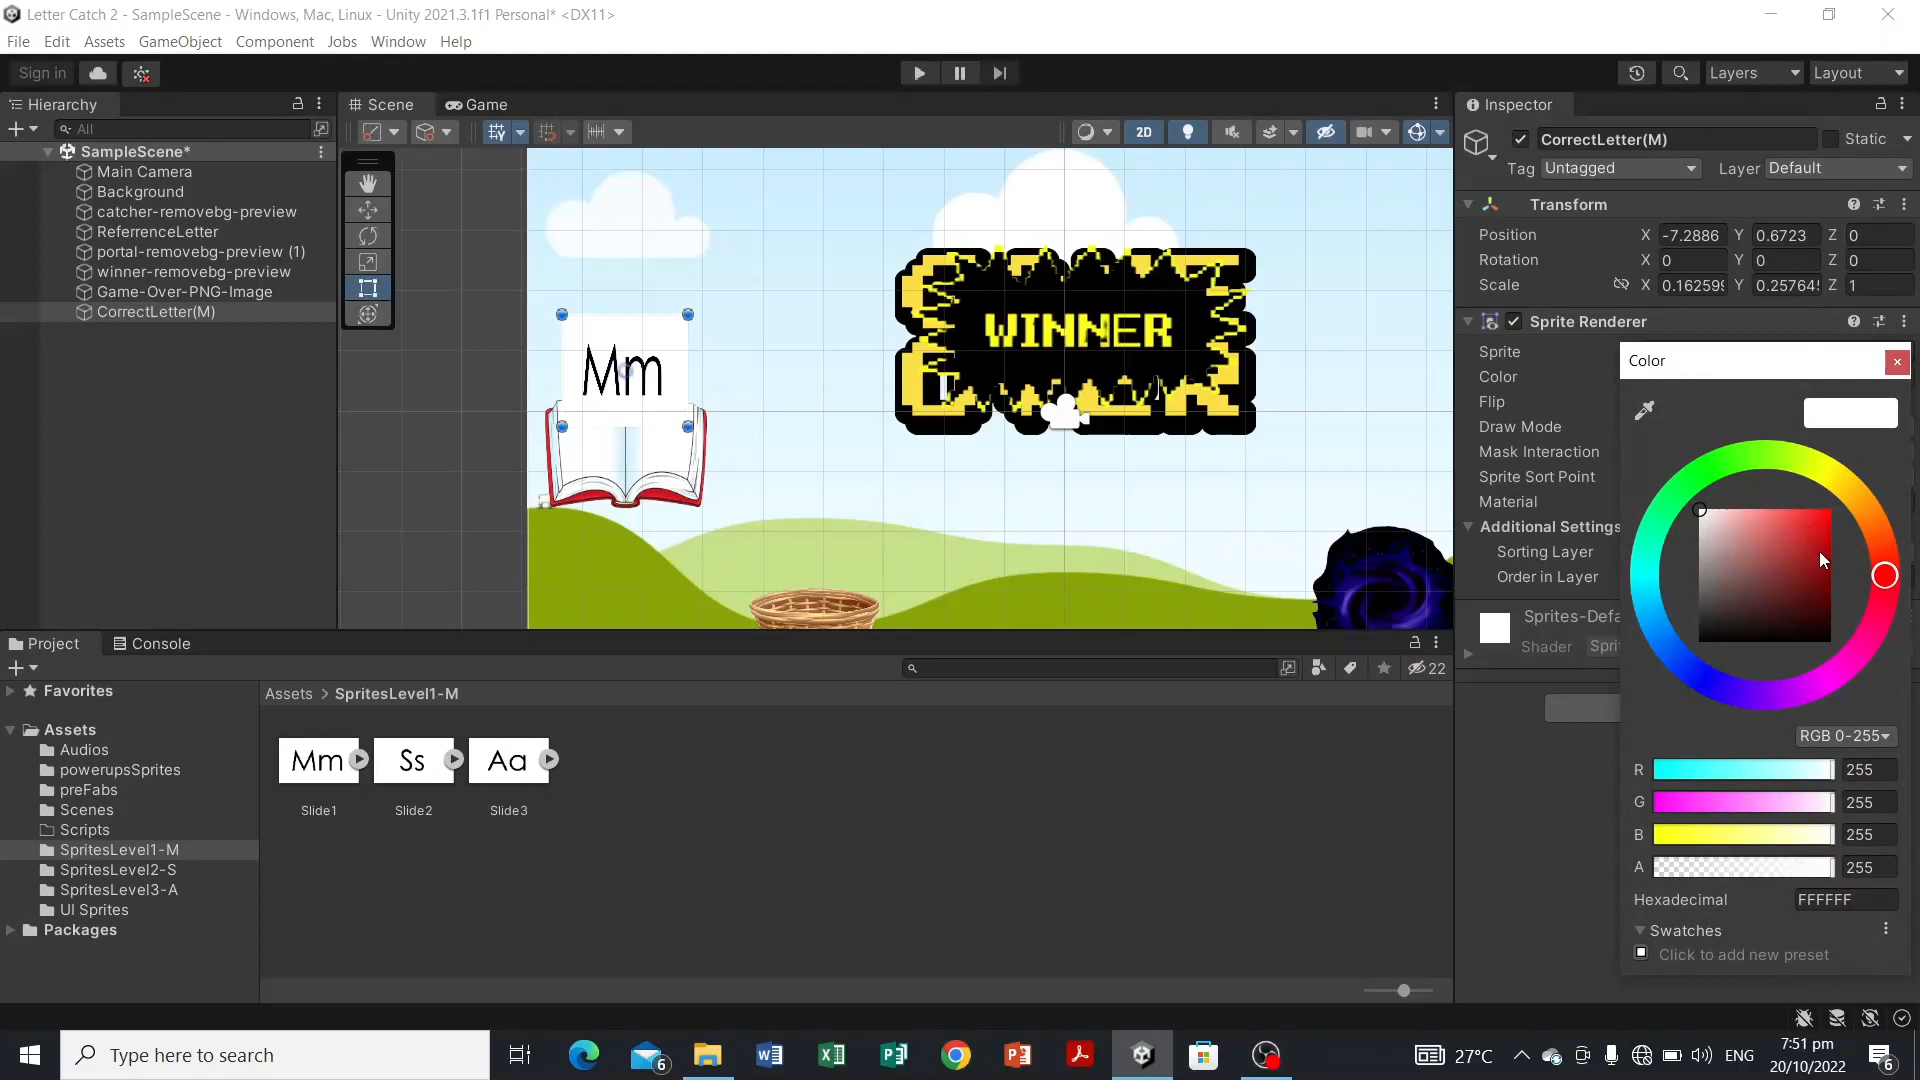 Letter Catch 2 - SampleScene - Windows, Mac, Linux - Unity 2021.3.1f1 Personal* <DX11>
File Edit Assets GameObject Component Jobs Window Help
Sign in
Layers Layout
Hierarchy
Scene Game
Inspector
All
2D
CorrectLetter(M) Static
Tag Untagged Layer Default
SampleScene*
Main Camera
Background
catcher-removebg-preview
ReferrenceLetter
portal-removebg-preview (1)
winner-removebg-preview
Game-Over-PNG-Image
CorrectLetter(M)
Mm
WINNER
Transform
Position X -7.2886 Y 0.6723 Z 0
Rotation X 0 Y 0 Z 0
Scale X 0.162599 Y 0.25764 Z 1
Sprite Renderer
Sprite
Color
Flip
Draw Mode
Mask Interaction
Sprite Sort Point
Material
Additional Settings
Sorting Layer
Order in Layer
Sprites-Defa
Shader Sprit
Color
RGB 0-255
R 255
G 255
B 255
A 255
Hexadecimal FFFFFF
Swatches
Click to add new preset
Project Console
22
Favorites
Assets
Audios
powerupsSprites
preFabs
Scenes
Scripts
SpritesLevel1-M
SpritesLevel2-S
SpritesLevel3-A
UI Sprites
Packages
Assets > SpritesLevel1-M
Mm Ss Aa
Slide1 Slide2 Slide3
Type here to search
6
27°C
ENG
7:51 pm
20/10/2022
6